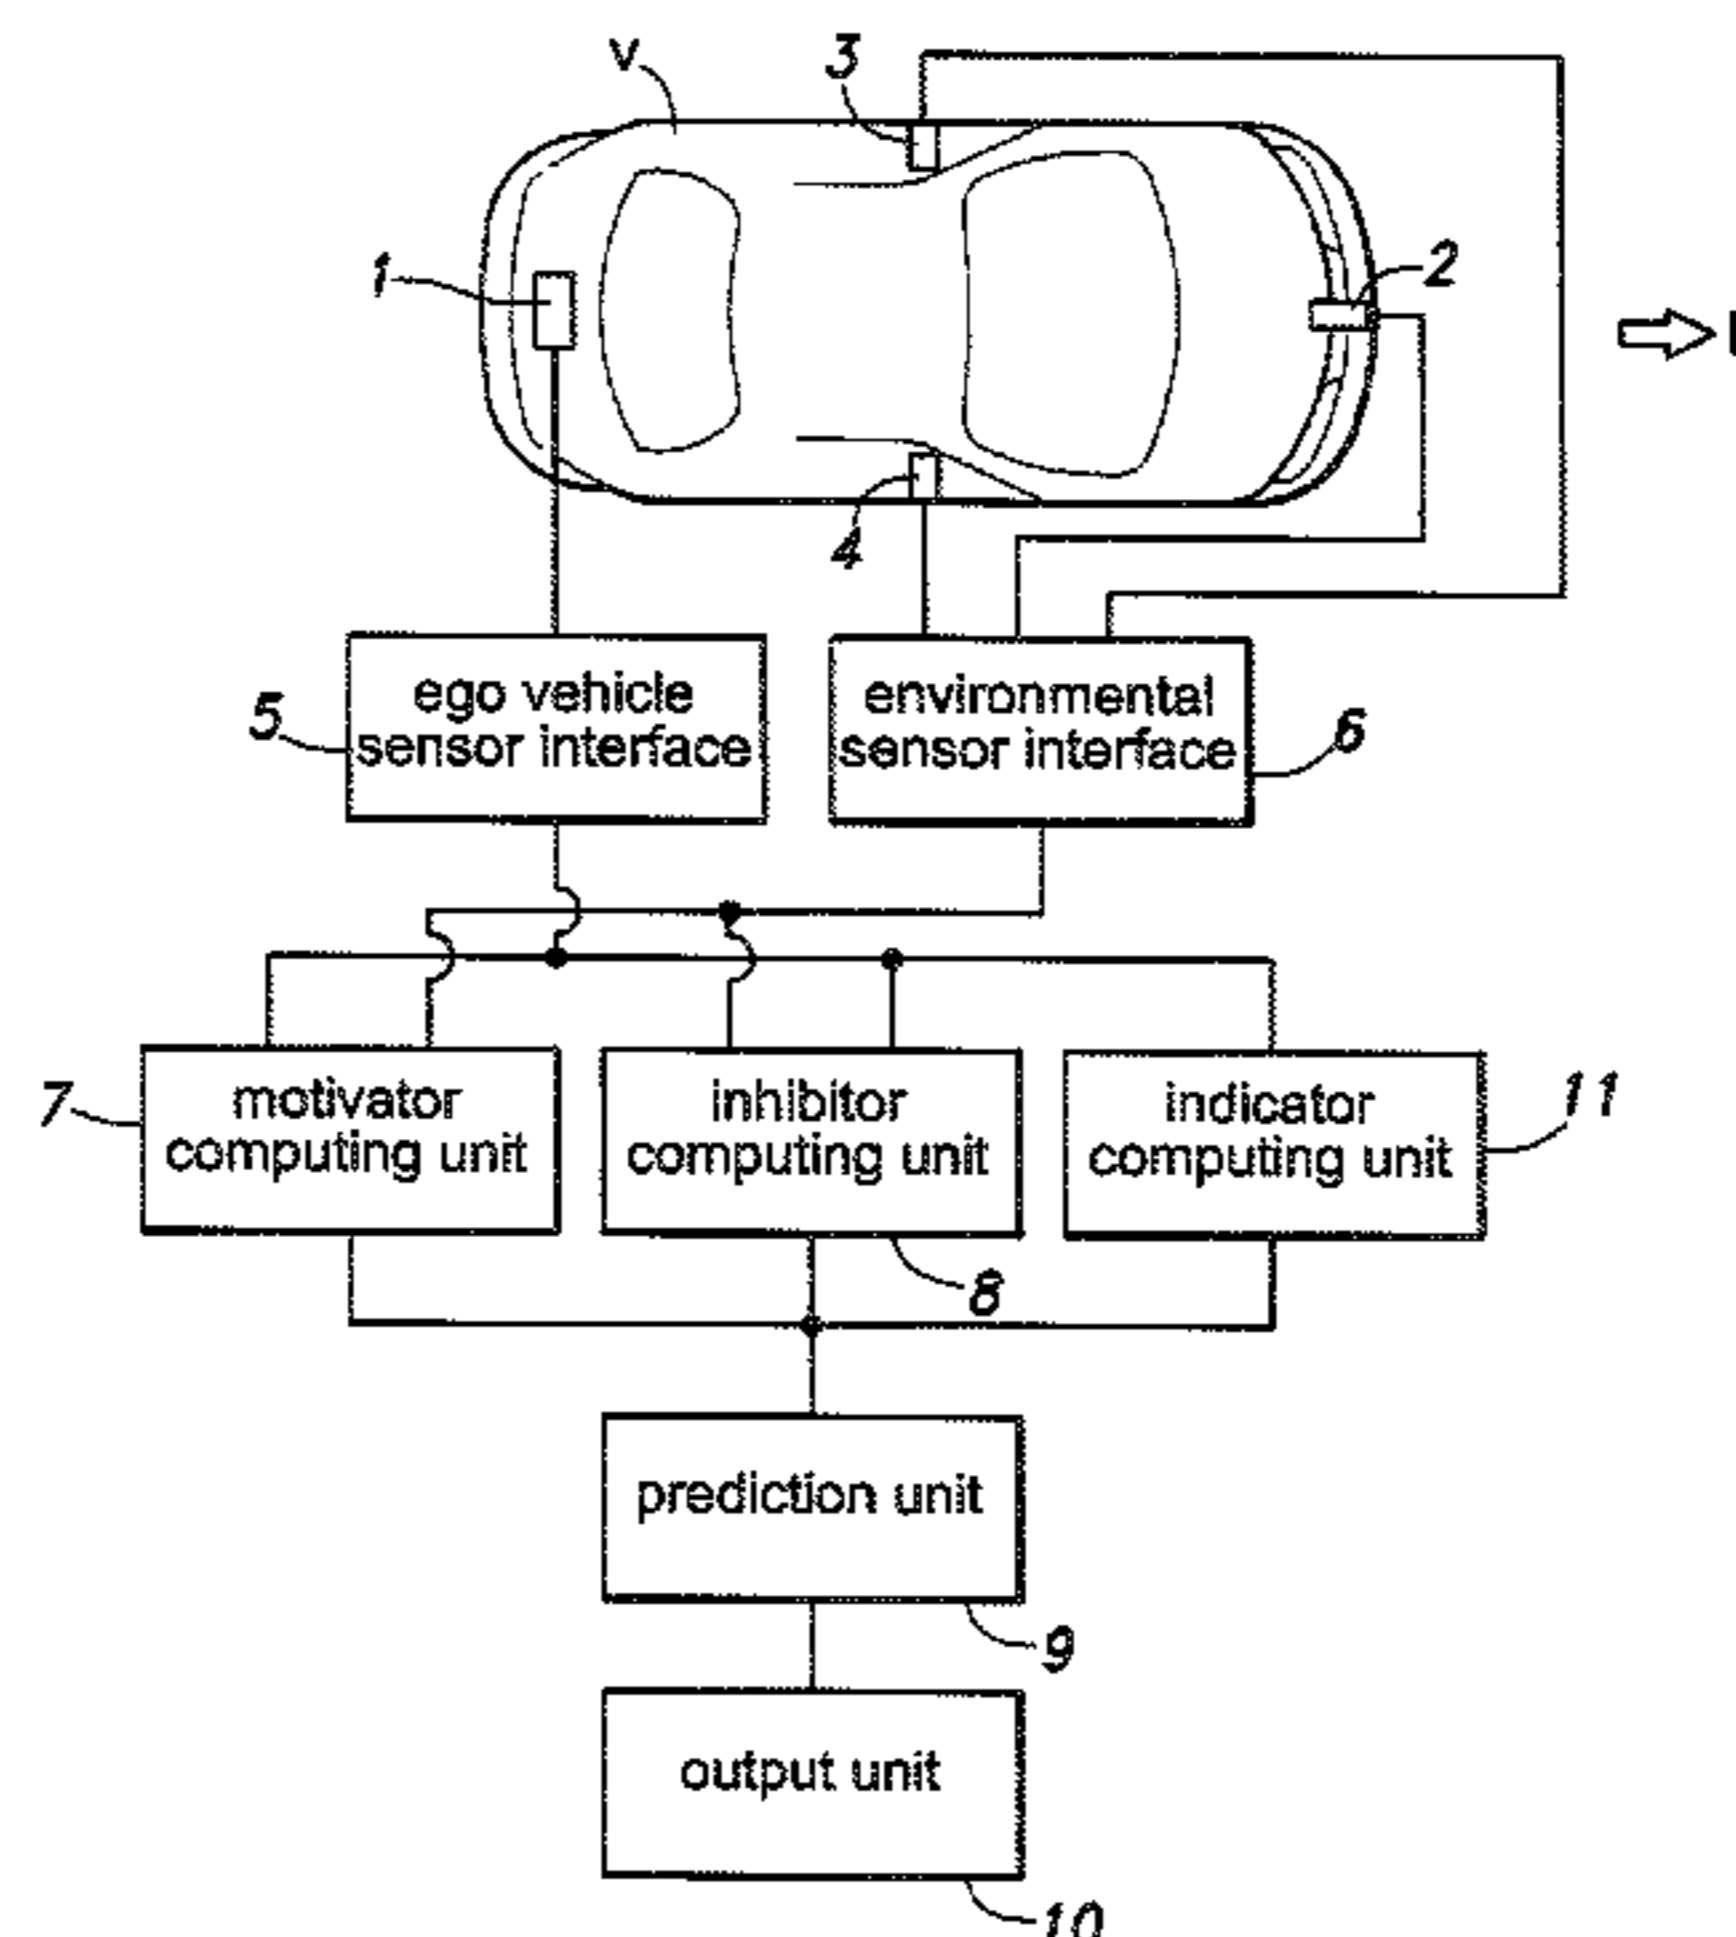 v
3
1
2
4
ego vehicle
sensor interface
5
environmental
sensor interface
6
motivator
computing unit
7
inhibitor
computing unit
8
indicator
computing unit
11
prediction unit
9
output unit
10